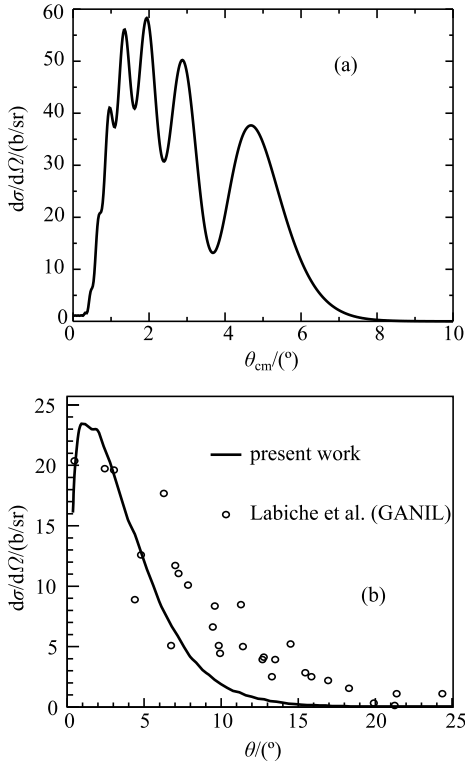 60
50
40
30
20
10
0
dσ/dΩ/(b/sr)
(a)
0 2 4 6 8 10
θcm/(º)
25
20
15
10
5
0
dσ/dΩ/(b/sr)
present work
Labiche et al. (GANIL)
(b)
0 5 10 15 20 25
θ/(º)